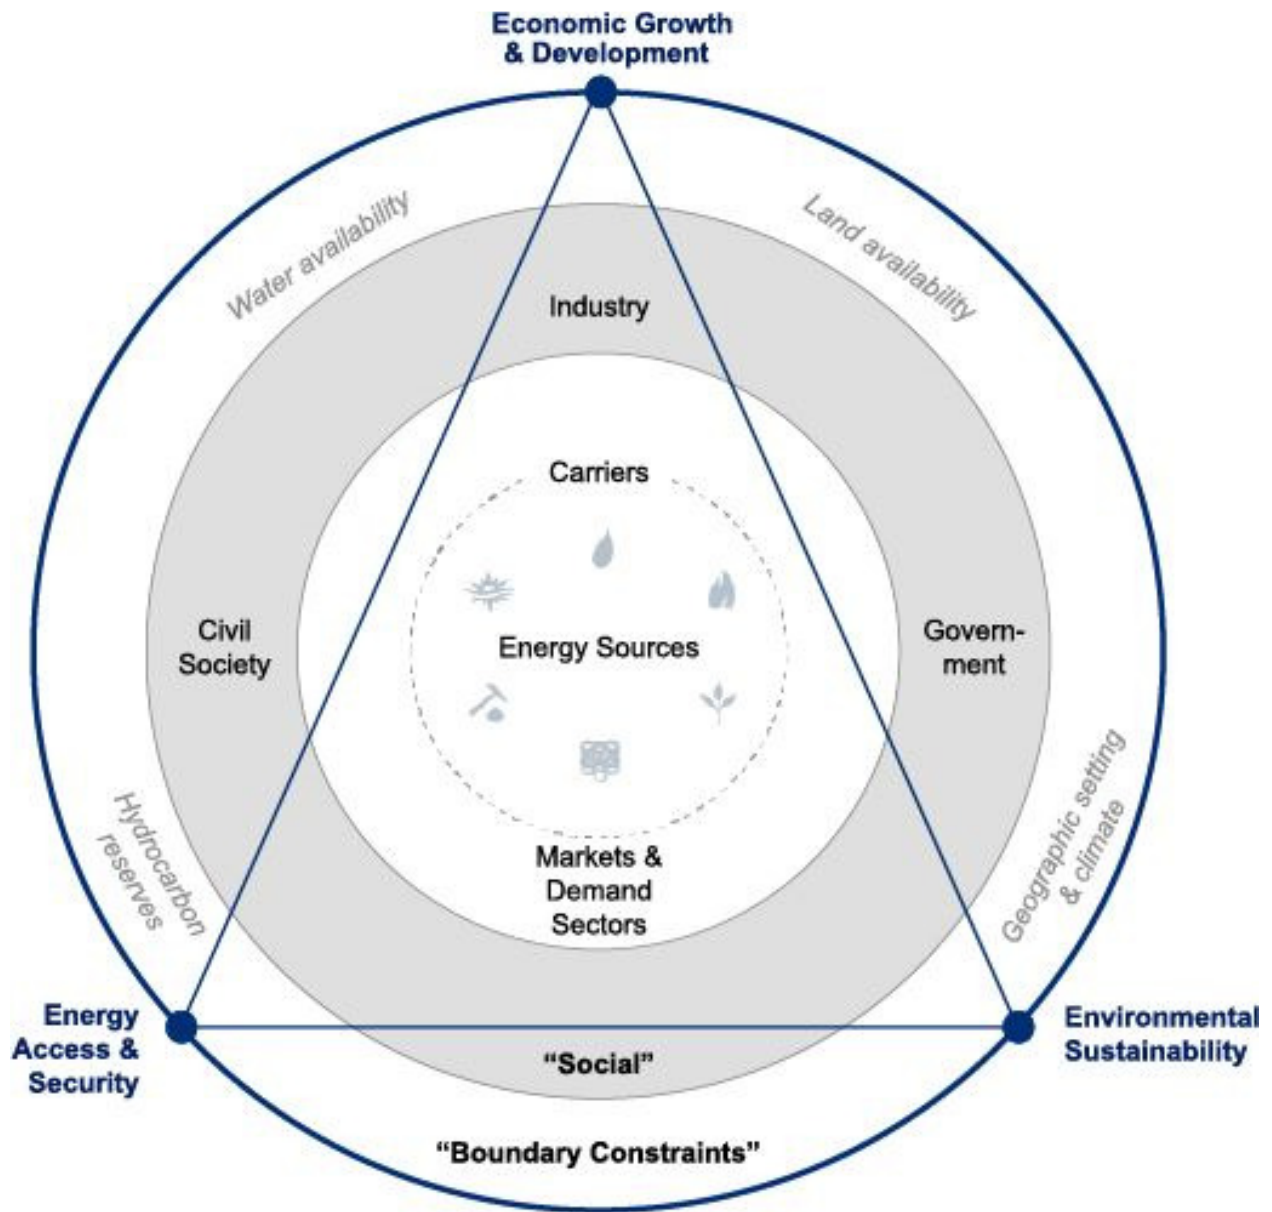 Economic Growth
& Development
Water availability
Land availability
Industry
Carriers
Civil
Society
Energy Sources
Govern-
ment
Hydrocarbon
reserves
Geographic setting
& climate
Markets &
Demand
Sectors
Energy
Access &
Security
Environmental
Sustainability
“Social”
“Boundary Constraints”